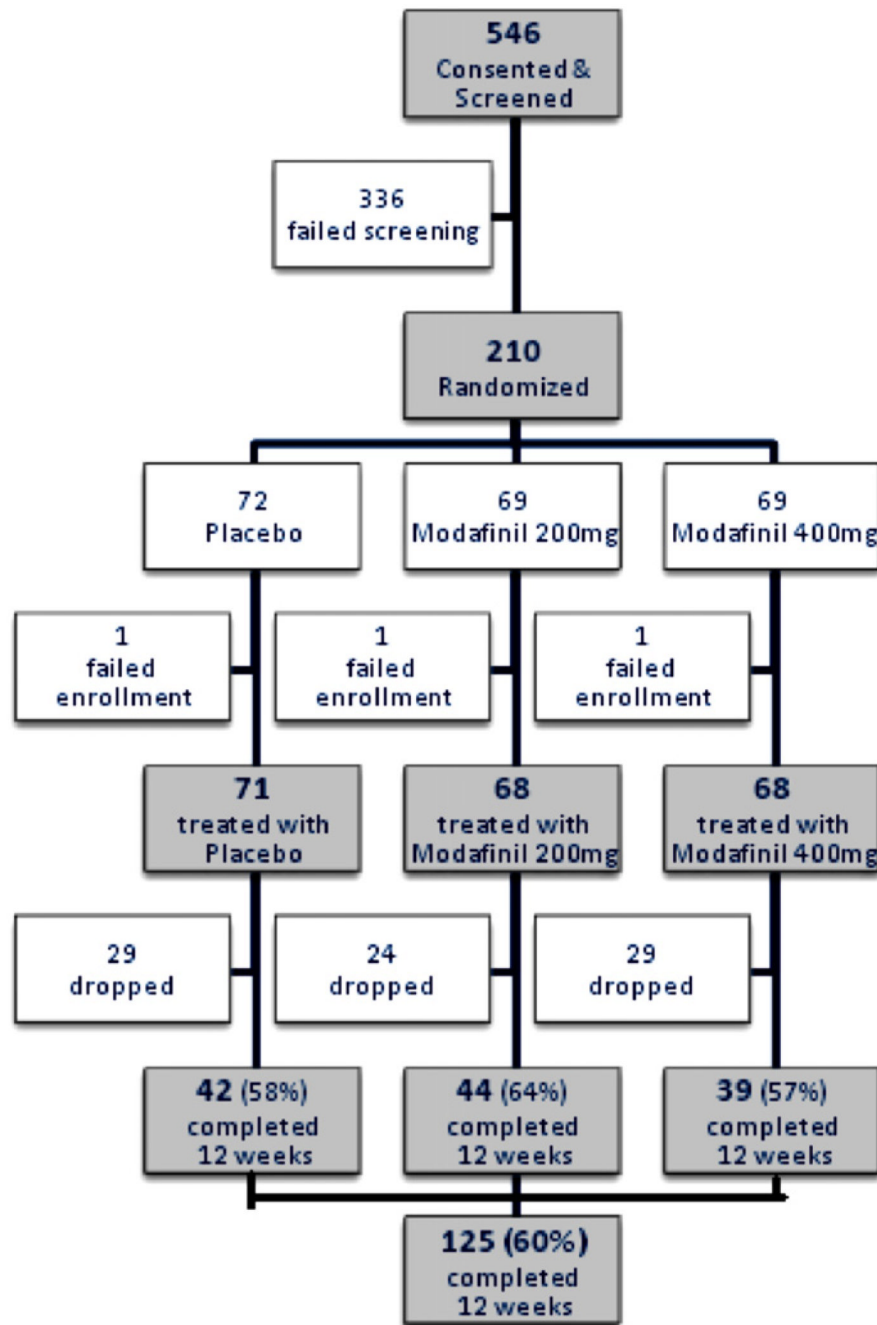 546
Consented &
Screened
336
failed screening
210
Randomized
72
Placebo
69
Modafinil 200mg
69
Modafinil 400mg
1
failed
enrollment
1
failed
enrollment
1
failed
enrollment
71
treated with
Placebo
68
treated with
Modafinil 200mg
68
treated with
Modafinil 400mg
29
dropped
24
dropped
29
dropped
42 (58%)
completed
12 weeks
44 (64%)
completed
12 weeks
39 (57%)
completed
12 weeks
125 (60%)
completed
12 weeks